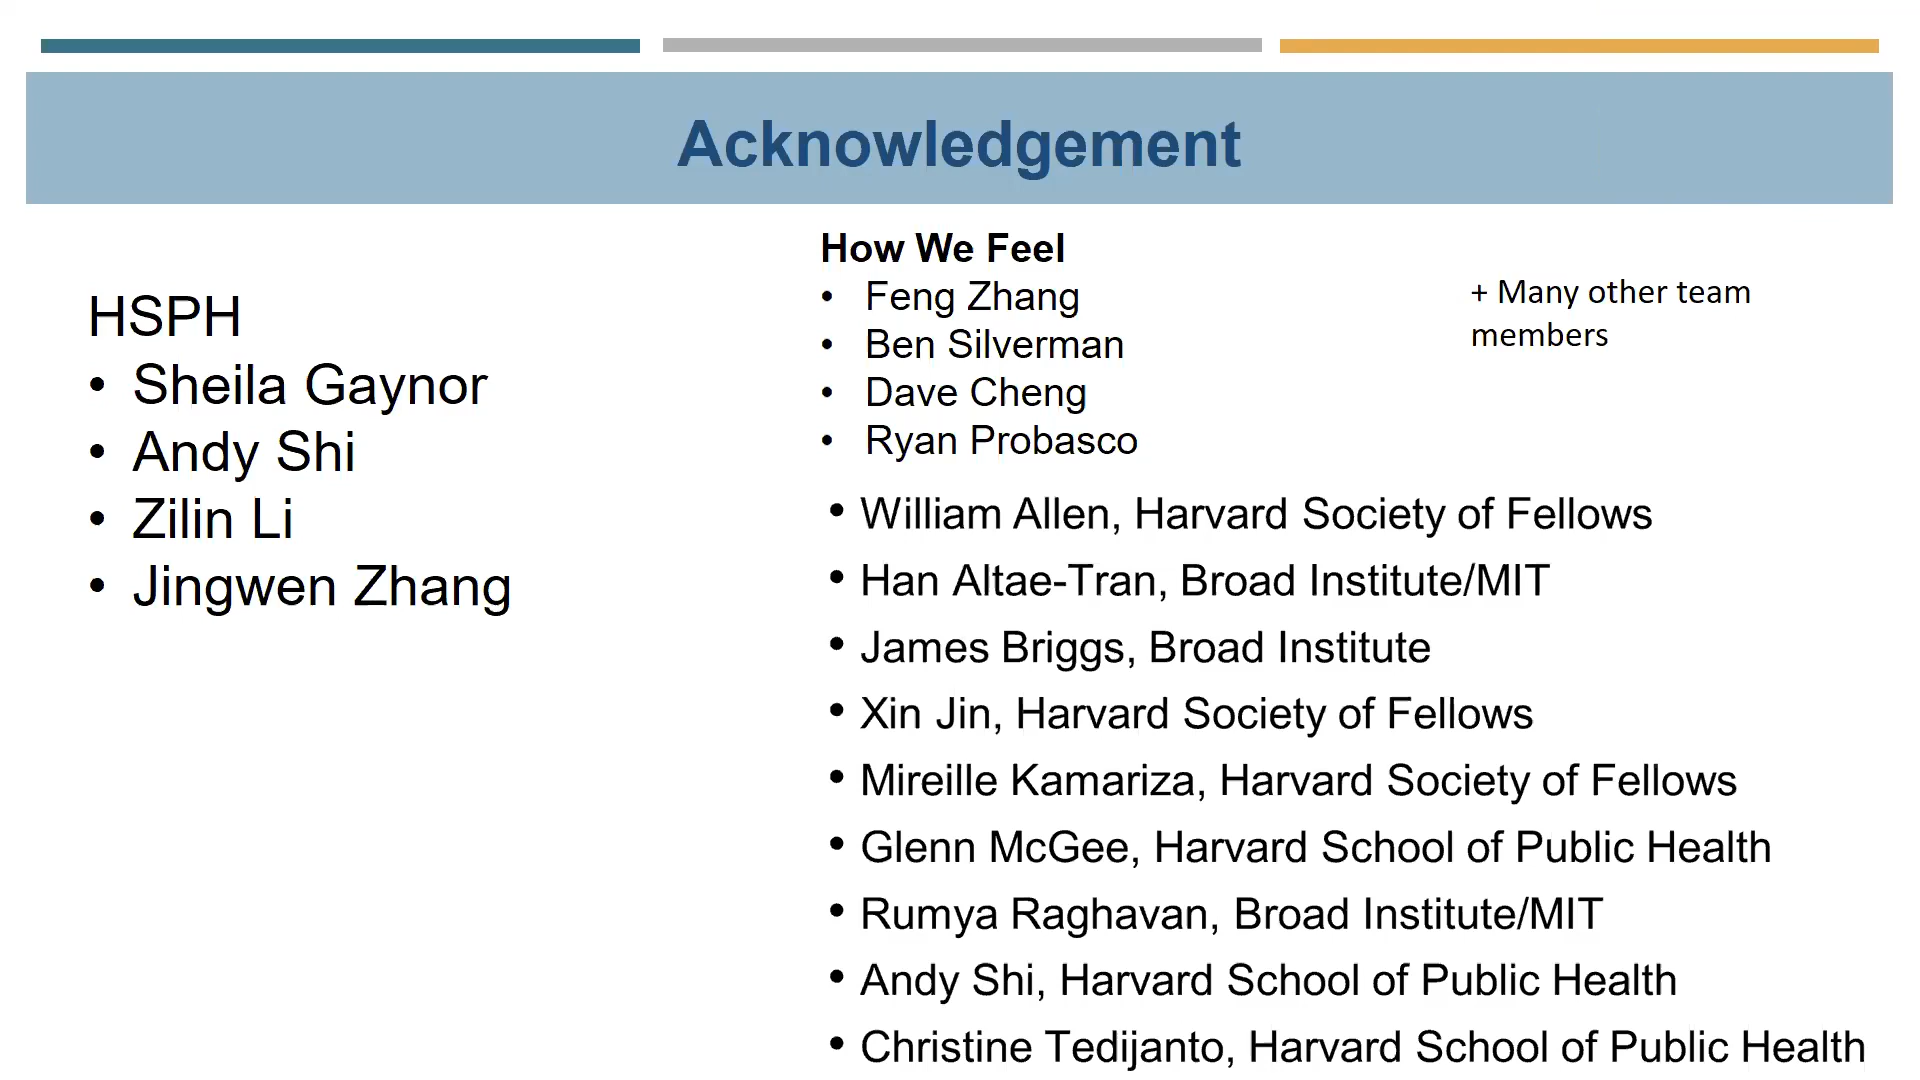 Acknowledgement
HSPH
• Sheila Gaynor
• Andy Shi
• Zilin Li
• Jingwen Zhang
How We Feel
• Feng Zhang
• Ben Silverman
• Dave Cheng
• Ryan Probasco
+ Many other team
members
• William Allen, Harvard Society of Fellows
• Han Altae-Tran, Broad Institute/MIT
• James Briggs, Broad Institute
• Xin Jin, Harvard Society of Fellows
• Mireille Kamariza, Harvard Society of Fellows
• Glenn McGee, Harvard School of Public Health
• Rumya Raghavan, Broad Institute/MIT
• Andy Shi, Harvard School of Public Health
• Christine Tedijanto, Harvard School of Public Health